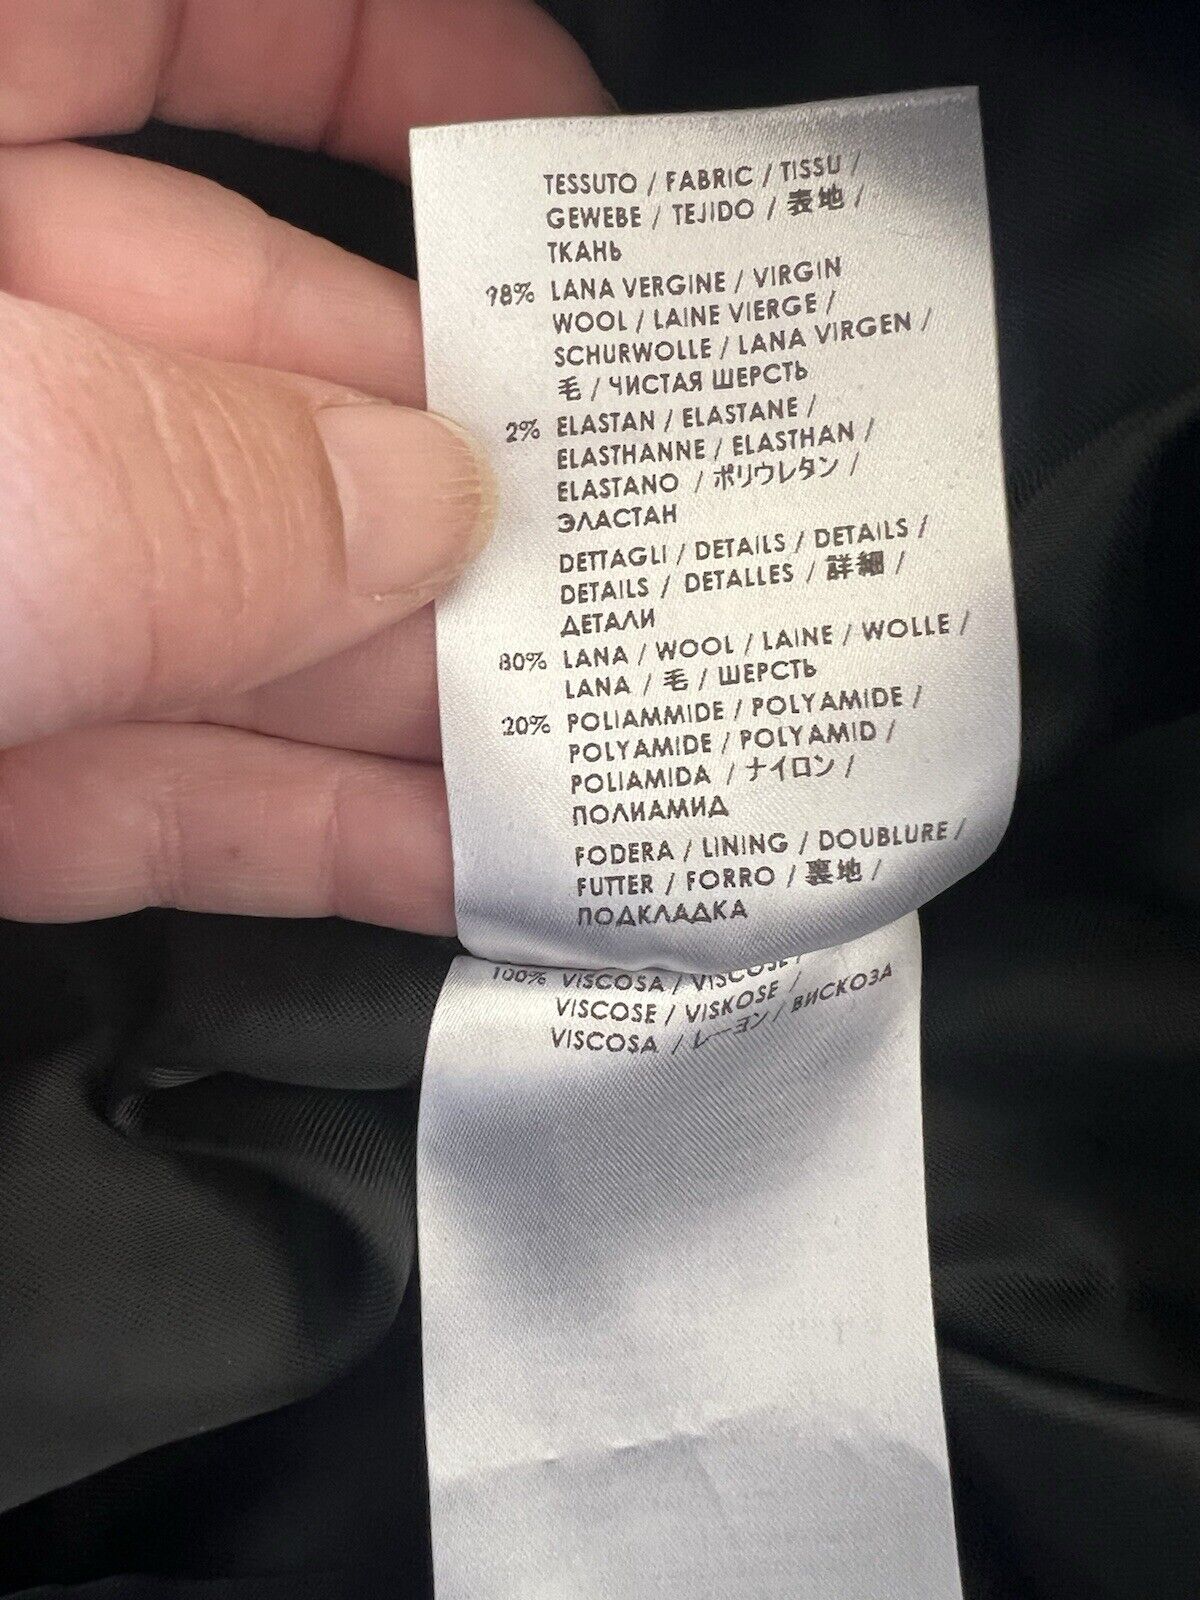 TESSUTO / FABRIC / TISSU /
GEWEBE / TEJIDO / 表地 /
ТКАНЬ
98% LANA VERGINE / VIRGIN
WOOL / LAINE VIERGE /
SCHURWOLLE / LANA VIRGEN /
毛 / ЧИСТАЯ ШЕРСТЬ
2% ELASTAN / ELASTANE /
ELASTHANNE / ELASTHAN /
ELASTANO / ポリウレタン /
ЭЛАСТАН
DETTAGLI / DETAILS / DETAILS /
DETAILS / DETALLES / 詳細 /
ДЕТАЛИ
80% LANA / WOOL / LAINE / WOLLE /
LANA / 毛 / ШЕРСТЬ
20% POLIAMMIDE / POLYAMIDE /
POLYAMIDE / POLYAMID /
POLIAMIDA / ナイロン /
ПОЛИАМИД
FODERA / LINING / DOUBLURE /
FUTTER / FORRO / 裏地 /
ПОДКЛАДКА
100% VISCOSA / VISCOSE /
VISCOSE / VISKOSE /
VISCOSA / レーヨン / ВИСКОЗА